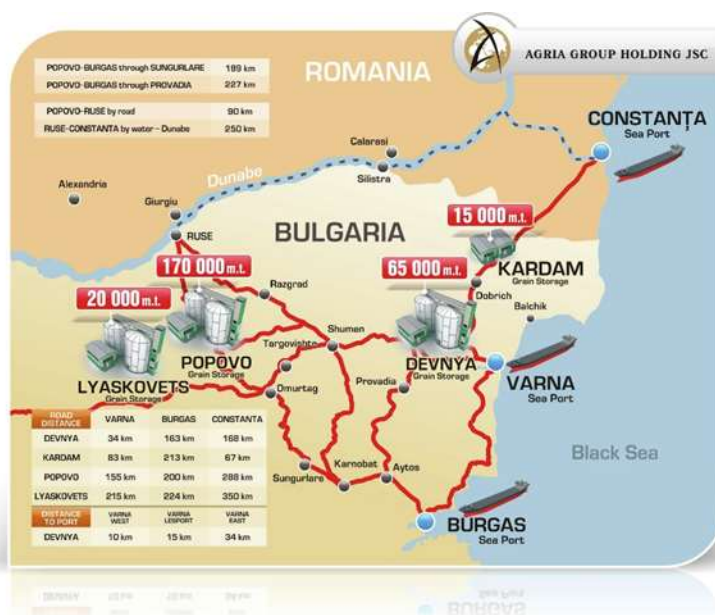 AGRIA GROUP HOLDING JSC
POPOVO-BURGAS through SUNGURLARE 199 km
POPOVO-BURGAS through PROVADIA 227 km
POPOVO-RUSE by road 90 km
RUSE-CONSTANTA by water – Dunabe 250 km
ROMANIA
CONSTANȚA
Sea Port
Calarasi
Silistra
Dunabe
Alexandria
Giurgiu
RUSE
BULGARIA
15 000 m.t.
KARDAM
Grain Storage
170 000 m.t.
65 000 m.t.
20 000 m.t.
Razgrad
Dobrich
Balchik
Shumen
Targovishte
POPOVO
Grain Storage
DEVNYA
Grain Storage
LYASKOVETS
Grain Storage
VARNA
Sea Port
Omurtag
Provadia
Black Sea
Sungurlare
Karnobat
Aytos
BURGAS
Sea Port
ROAD DISTANCE VARNA BURGAS CONSTANTA
DEVNYA 34 km 163 km 168 km
KARDAM 83 km 213 km 67 km
POPOVO 155 km 200 km 288 km
LYASKOVETS 215 km 224 km 350 km
DISTANCE TO PORT VARNA WEST VARNA LESPORT VARNA EAST
DEVNYA 10 km 15 km 34 km